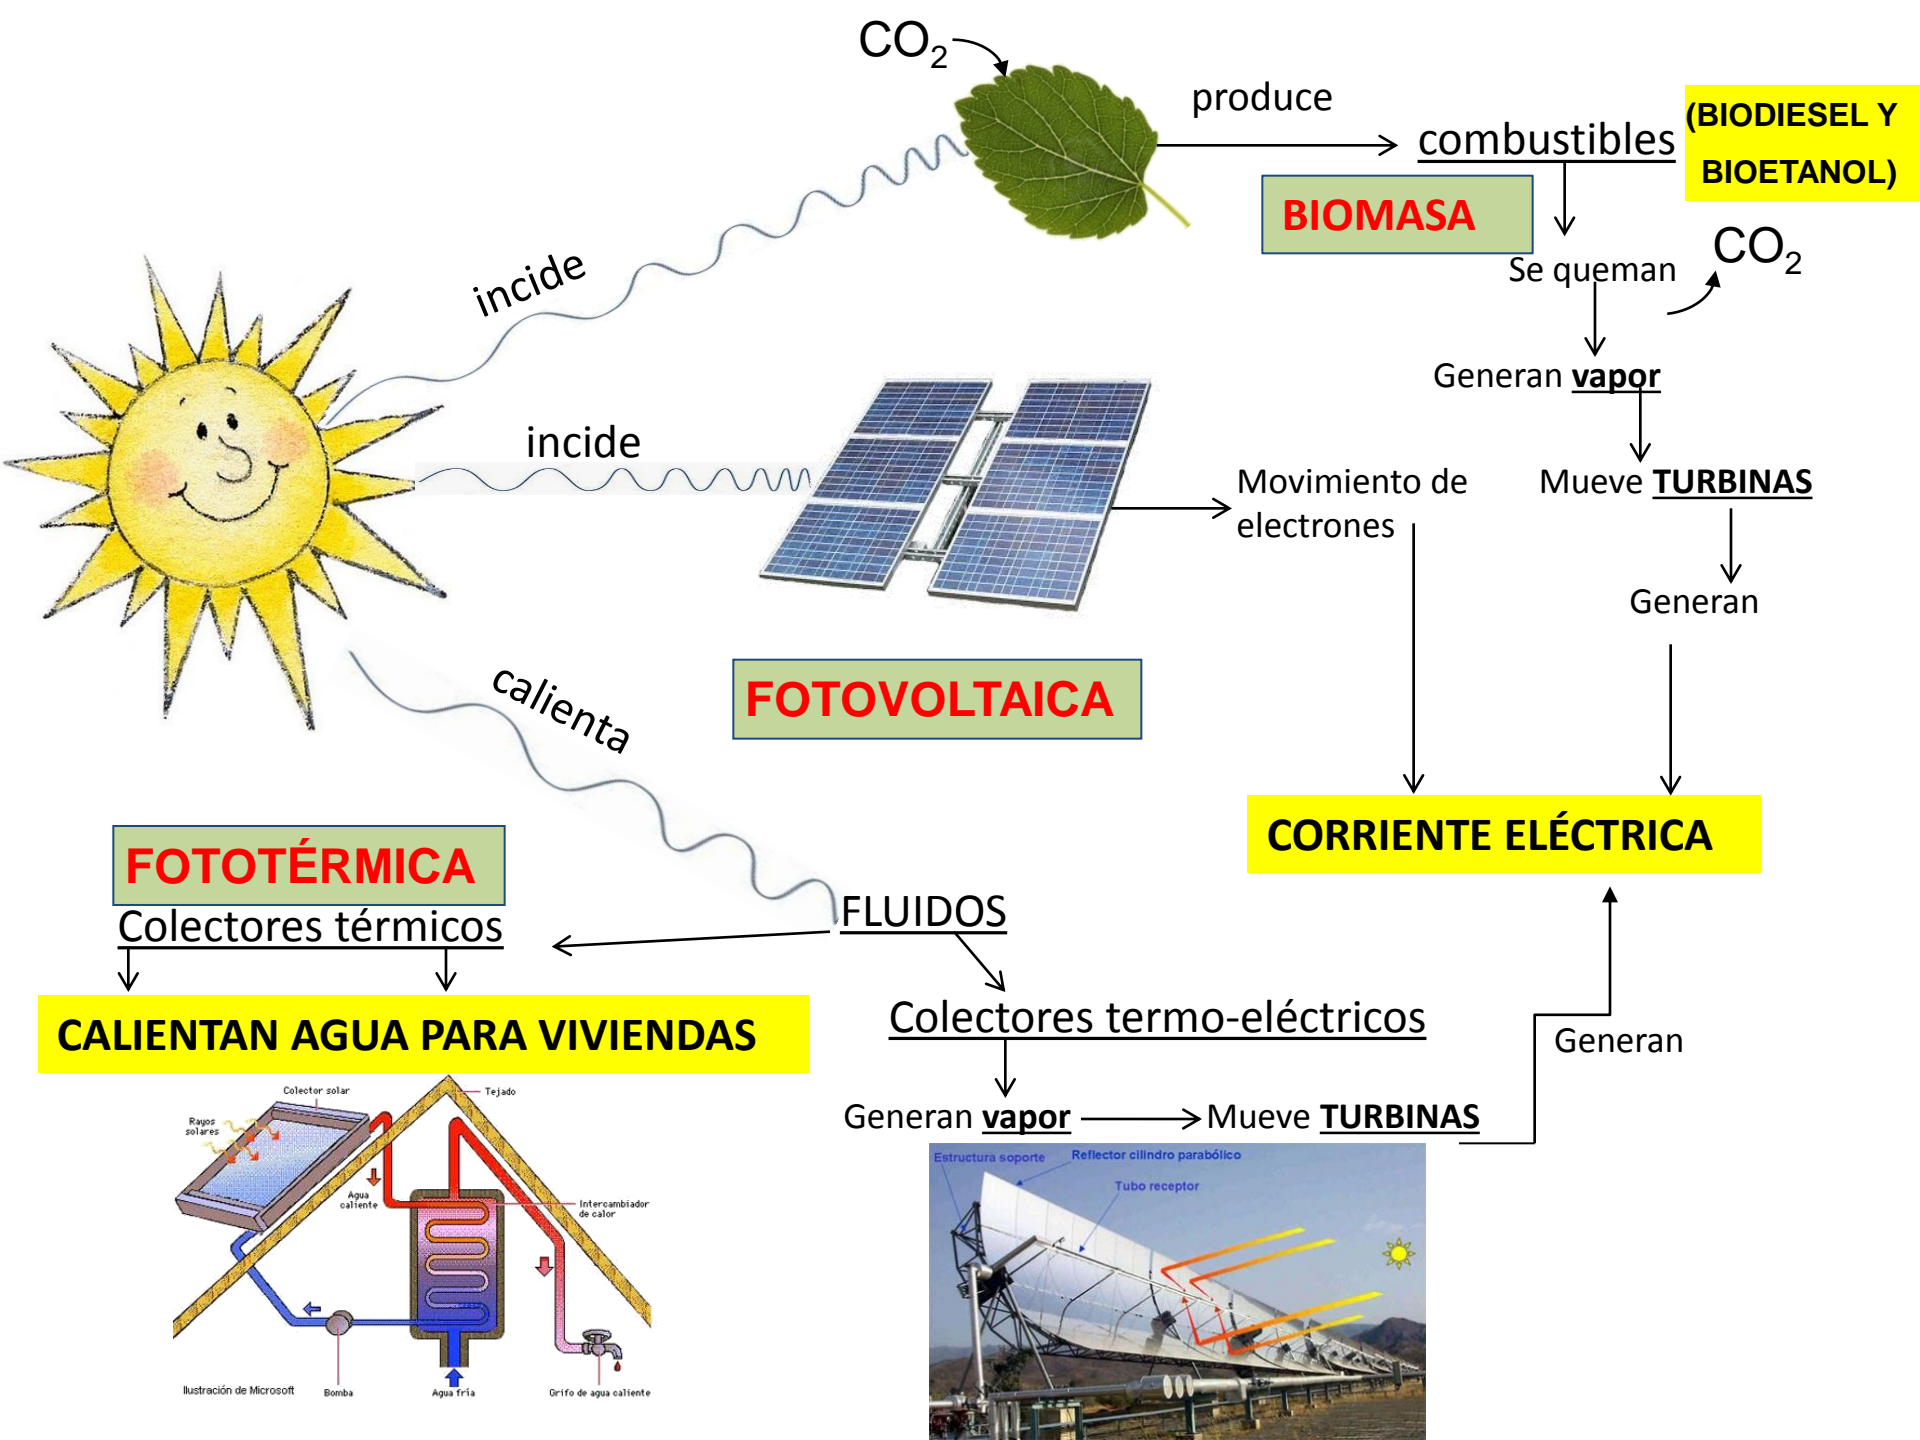 CO2
produce
combustibles
(BIODIESEL Y
BIOETANOL)
BIOMASA
CO2
Se queman
incide
Generan vapor
incide
Movimiento de
electrones
Mueve TURBINAS
Generan
FOTOVOLTAICA
calienta
CORRIENTE ELÉCTRICA
FOTOTÉRMICA
Colectores térmicos
FLUIDOS
CALIENTAN AGUA PARA VIVIENDAS
Colectores termo-eléctricos
Generan
Generan vapor
Mueve TURBINAS
Colector solar
Tejado
Rayos
solares
Agua
caliente
Intercambiador
de calor
Ilustración de Microsoft
Bomba
Agua fría
Grifo de agua caliente
Estructura soporte
Reflector cilindro parabólico
Tubo receptor